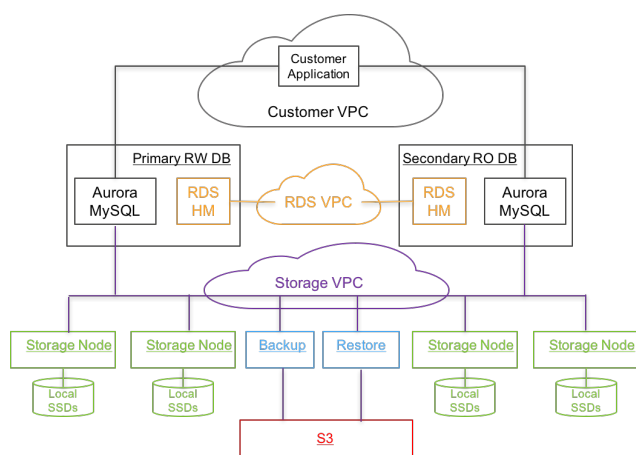 Customer
Application
Customer VPC
Primary RW DB
Secondary RO DB
Aurora
MySQL
RDS
HM
RDS VPC
RDS
HM
Aurora
MySQL
Storage VPC
Storage Node
Storage Node
Backup
Restore
Storage Node
Storage Node
Local
SSDs
Local
SSDs
Local
SSDs
Local
SSDs
S3